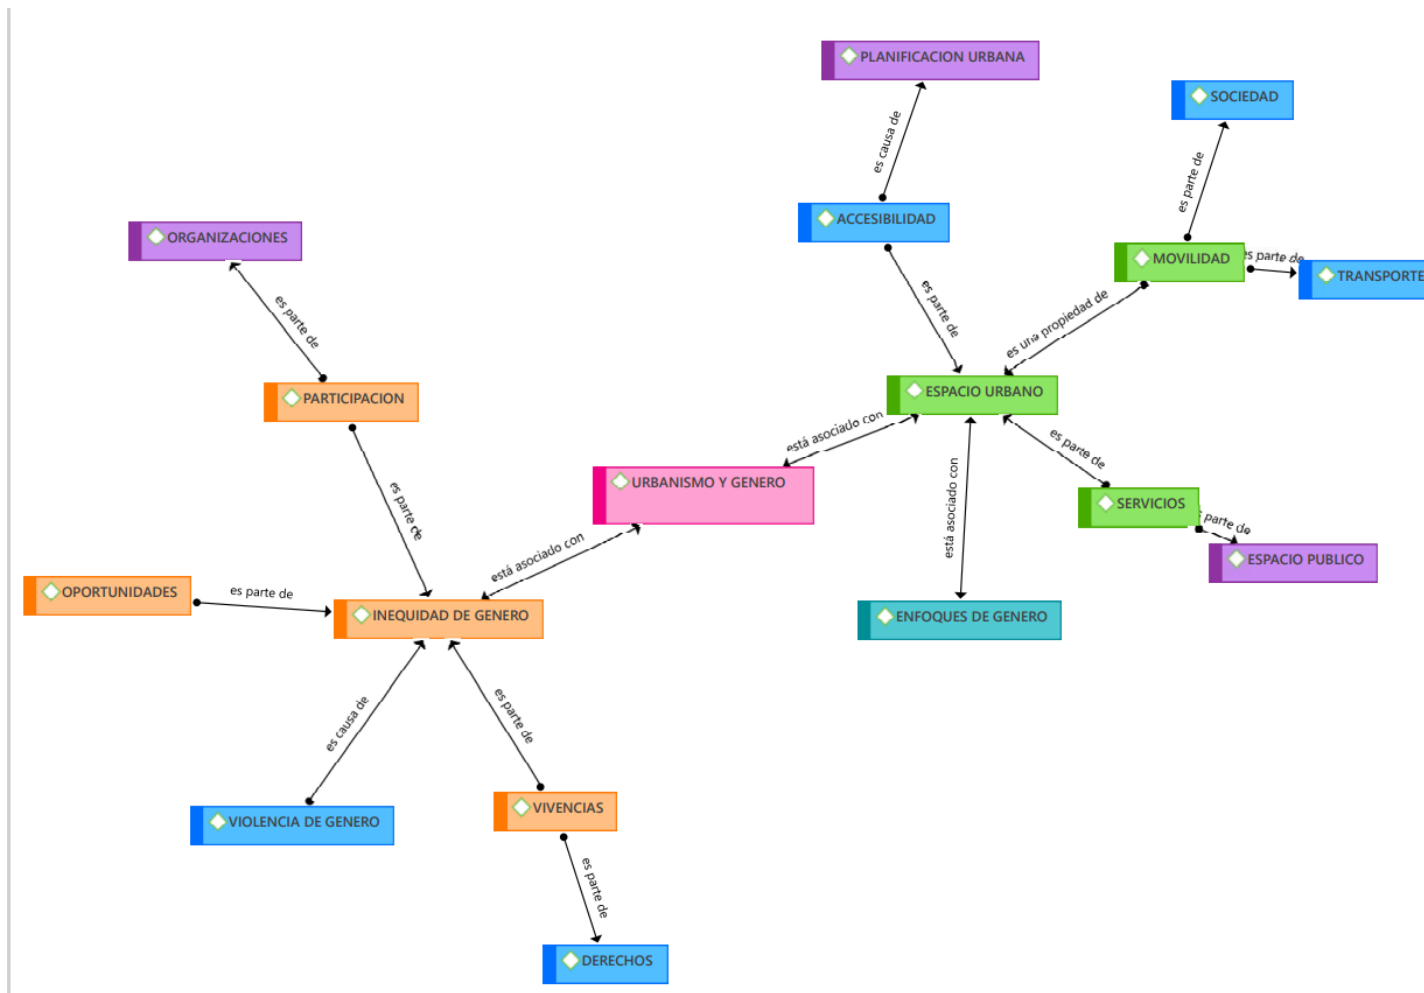 PLANIFICACION URBANA
SOCIEDAD
es causa de
es parte de
ACCESIBILIDAD
ORGANIZACIONES
MOVILIDAD
es parte de
TRANSPORTE
es parte de
es parte de
es una propiedad de
PARTICIPACION
ESPACIO URBANO
está asociado con
es parte de
URBANISMO Y GENERO
es parte de
está asociado con
SERVICIOS
parte de
está asociado con
ESPACIO PUBLICO
OPORTUNIDADES
es parte de
INEQUIDAD DE GENERO
ENFOQUES DE GENERO
es causa de
es parte de
VIOLENCIA DE GENERO
VIVENCIAS
es parte de
DERECHOS